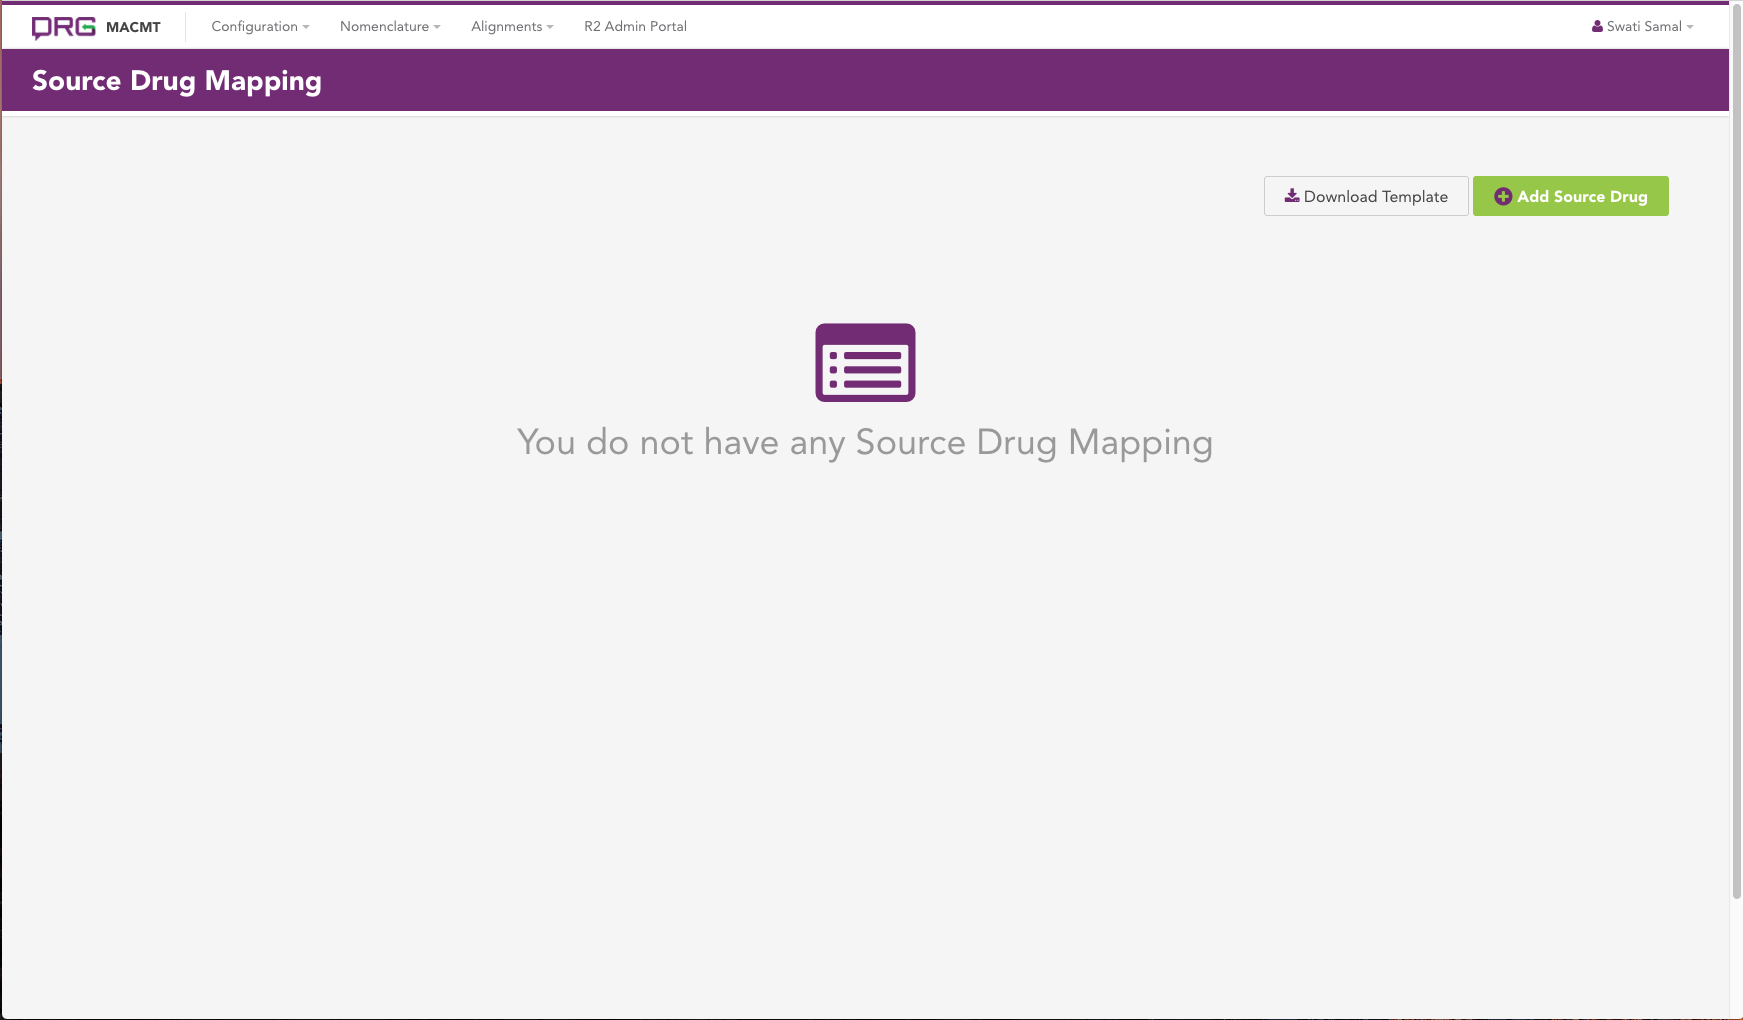 DRG MACMT Configuration Nomenclature Alignments R2 Admin Portal Swati Samal
Source Drug Mapping
Download Template Add Source Drug
You do not have any Source Drug Mapping